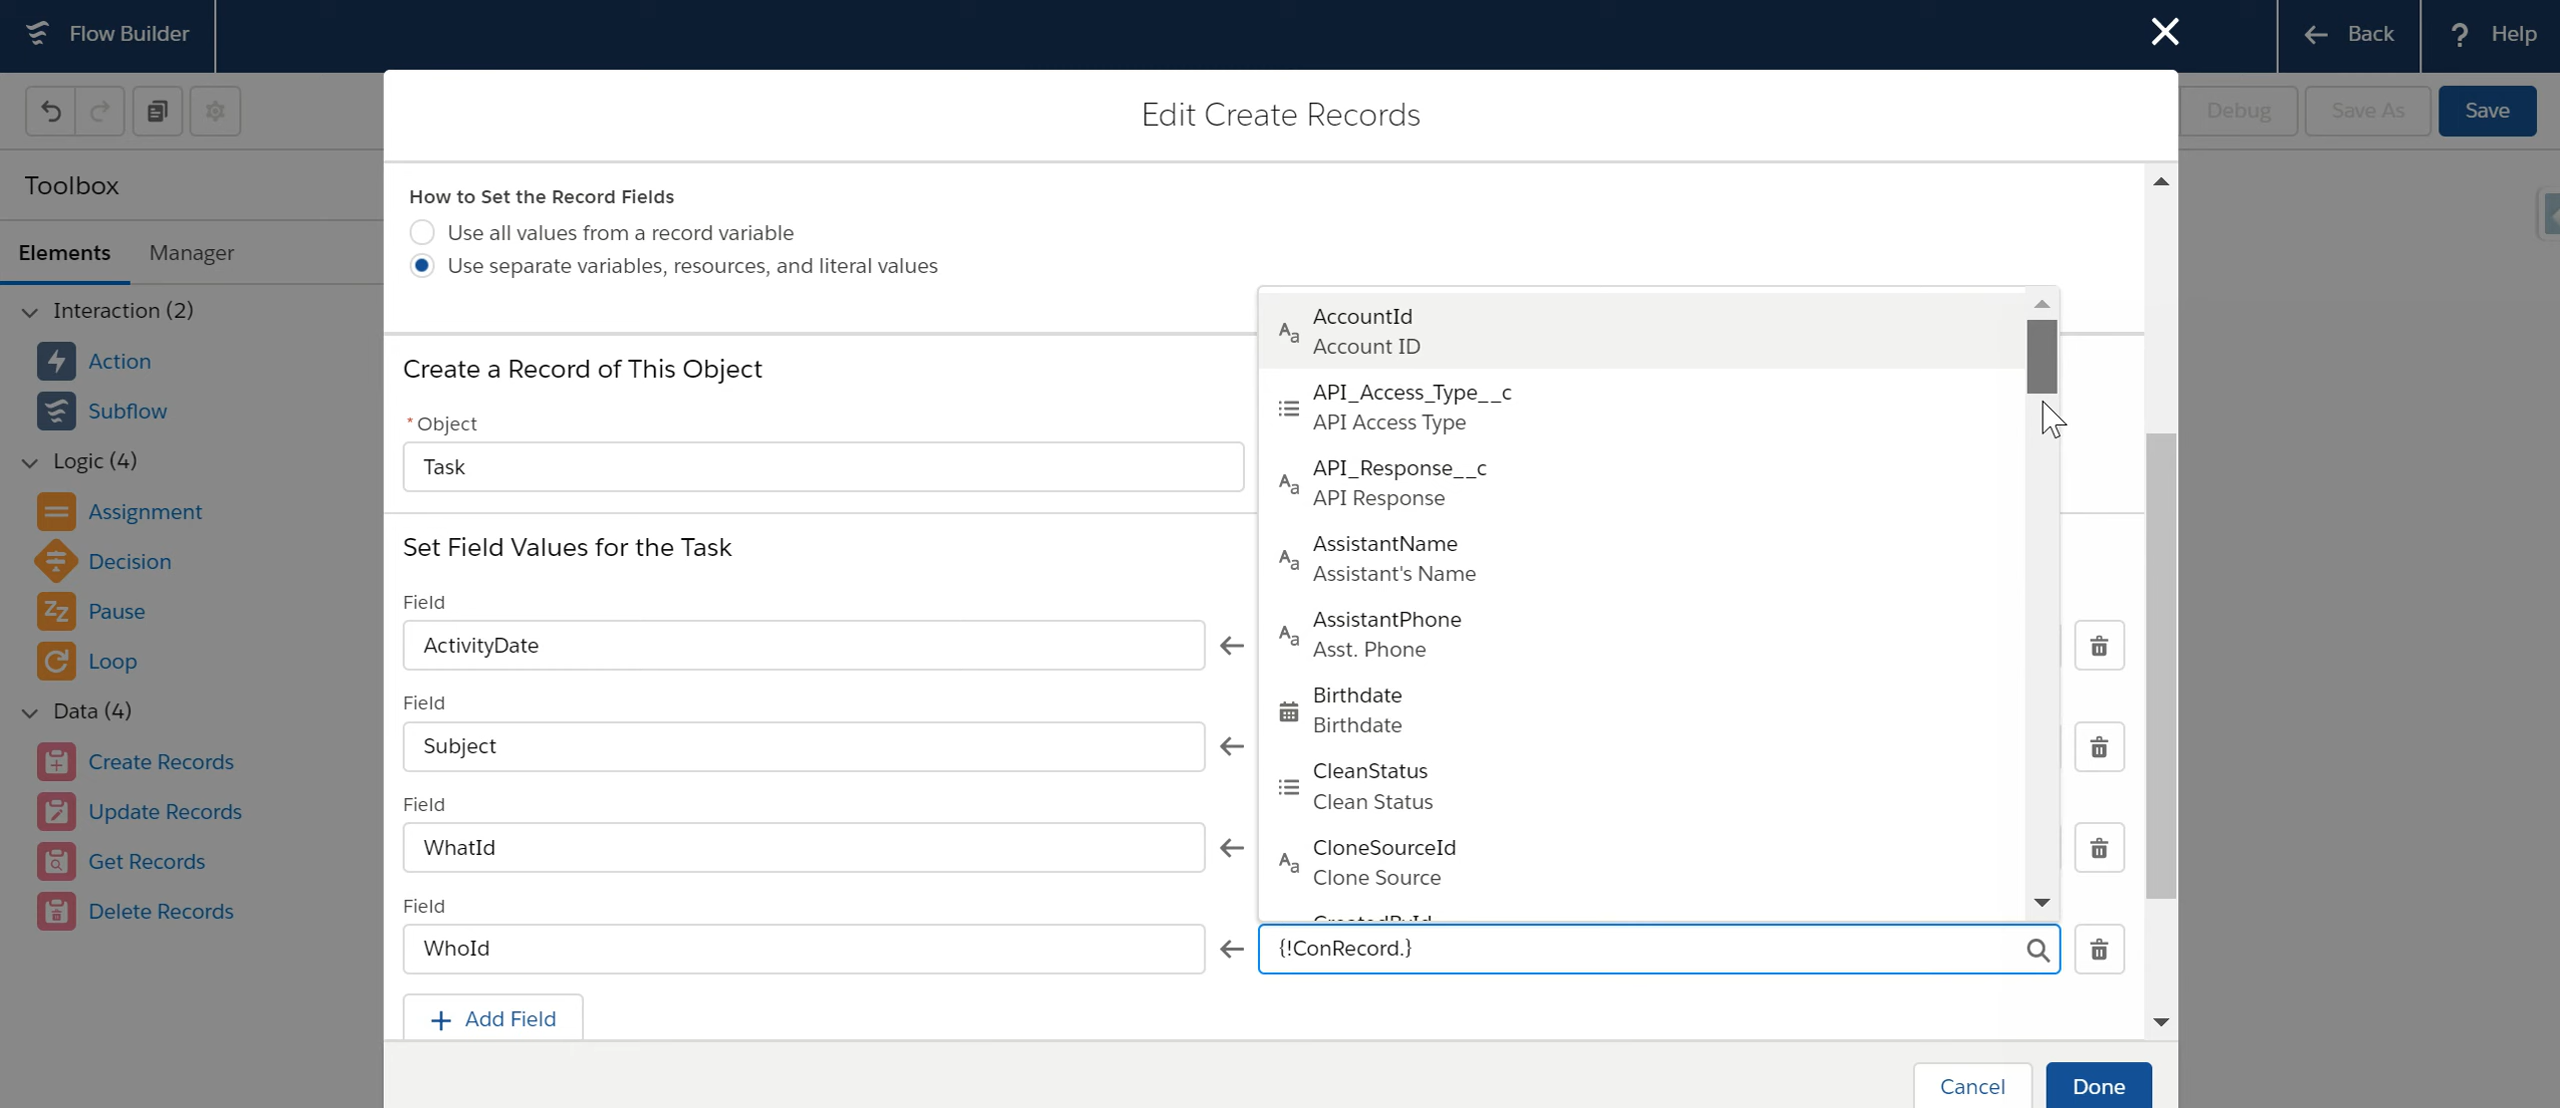 Flow Builder
Back
? Help
Edit Create Records
Debug
Save As
Save
Toolbox
Elements
Manager
Interaction (2)
Action
Subflow
Logic (4)
Assignment
Decision
Pause
Loop
Data (4)
Create Records
Update Records
Get Records
Delete Records
How to Set the Record Fields
Use all values from a record variable
Use separate variables, resources, and literal values
Create a Record of This Object
* Object
Task
Set Field Values for the Task
Field
ActivityDate
Field
Subject
Field
WhatId
Field
WhoId
{!ConRecord.}
+ Add Field
AccountId
Account ID
API_Access_Type__c
API Access Type
API_Response__c
API Response
AssistantName
Assistant's Name
AssistantPhone
Asst. Phone
Birthdate
Birthdate
CleanStatus
Clean Status
CloneSourceId
Clone Source
CreatedById
Cancel
Done